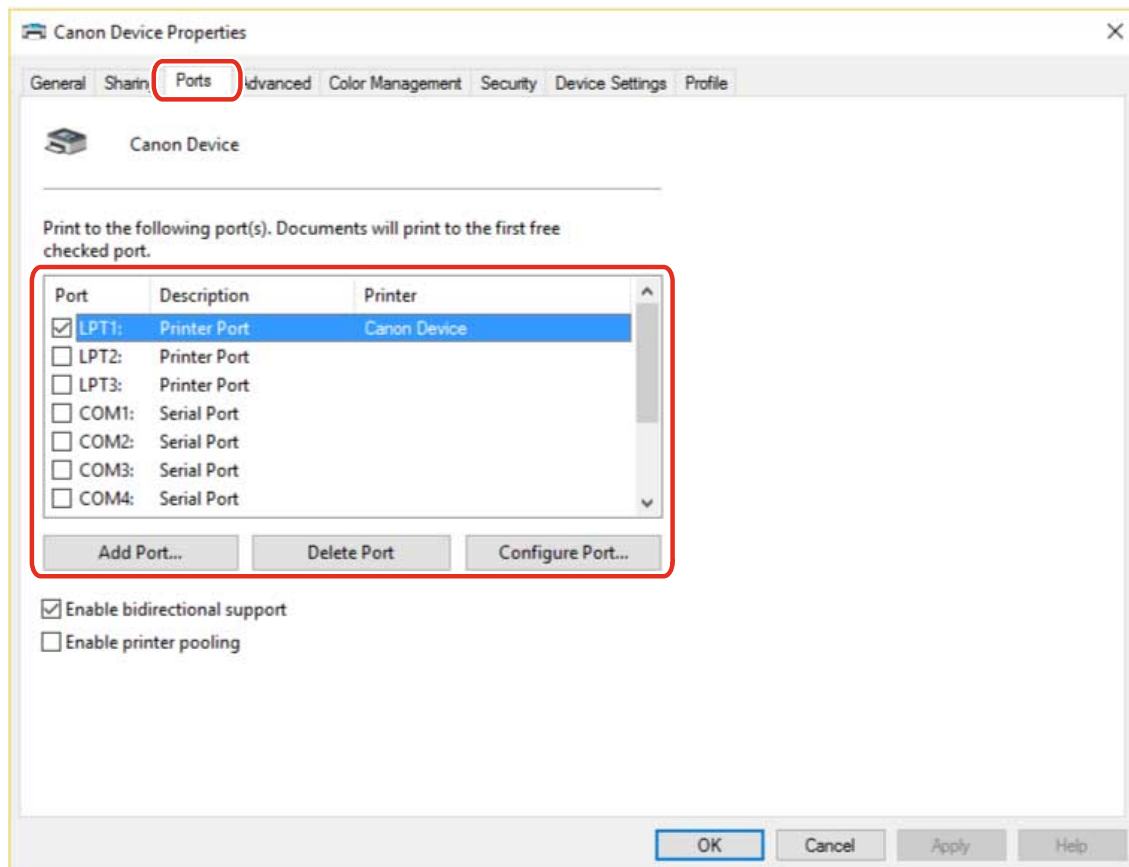 Canon Device Properties
General Sharin Ports dvanced Color Management Security Device Settings Profile
Canon Device
Print to the following port(s). Documents will print to the first free
checked port.
Port Description Printer
LPT1: Printer Port Canon Device
LPT2: Printer Port
LPT3: Printer Port
COM1: Serial Port
COM2: Serial Port
COM3: Serial Port
COM4: Serial Port
Add Port... Delete Port Configure Port...
Enable bidirectional support
Enable printer pooling
OK Cancel Apply Help